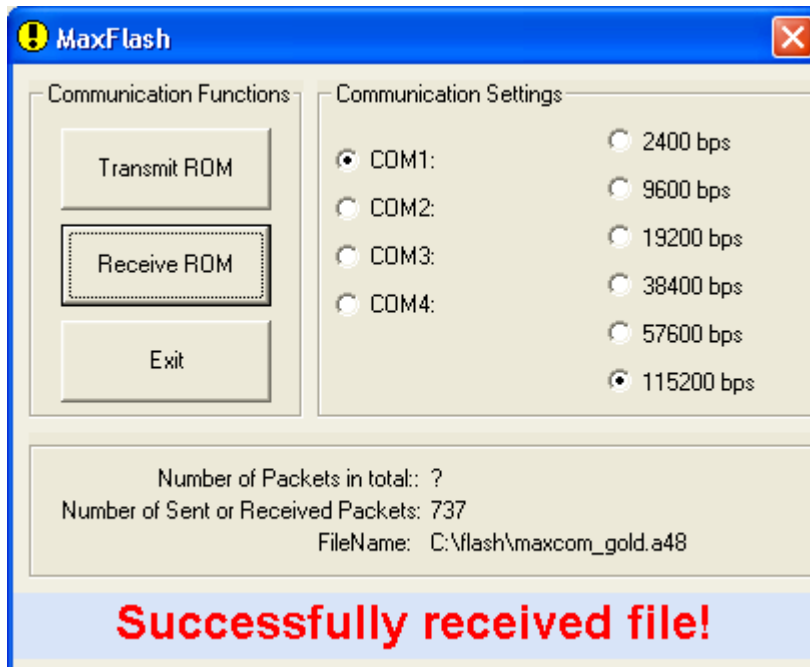 MaxFlash
Communication Functions
Transmit ROM
Receive ROM
Exit
Communication Settings
COM1:
COM2:
COM3:
COM4:
2400 bps
9600 bps
19200 bps
38400 bps
57600 bps
115200 bps
Number of Packets in total:: ?
Number of Sent or Received Packets: 737
FileName: C:\flash\maxcom_gold.a48
Successfully received file!